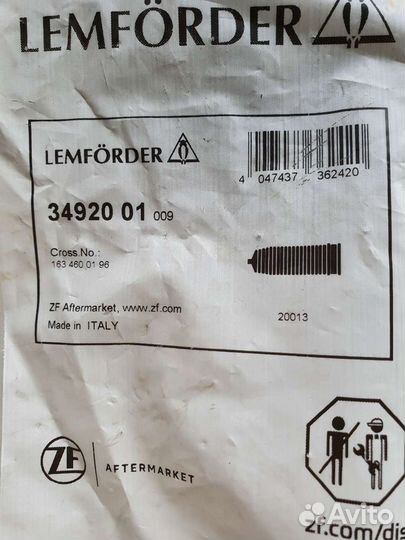 LEMFÖRDER
LEMFÖRDER
4 047437 362420
34920 01 009
Cross.No.:
163 460 01 96
ZF Aftermarket, www.zf.com
Made in ITALY
20013
ZF AFTERMARKET
zf.com/dis
Avito